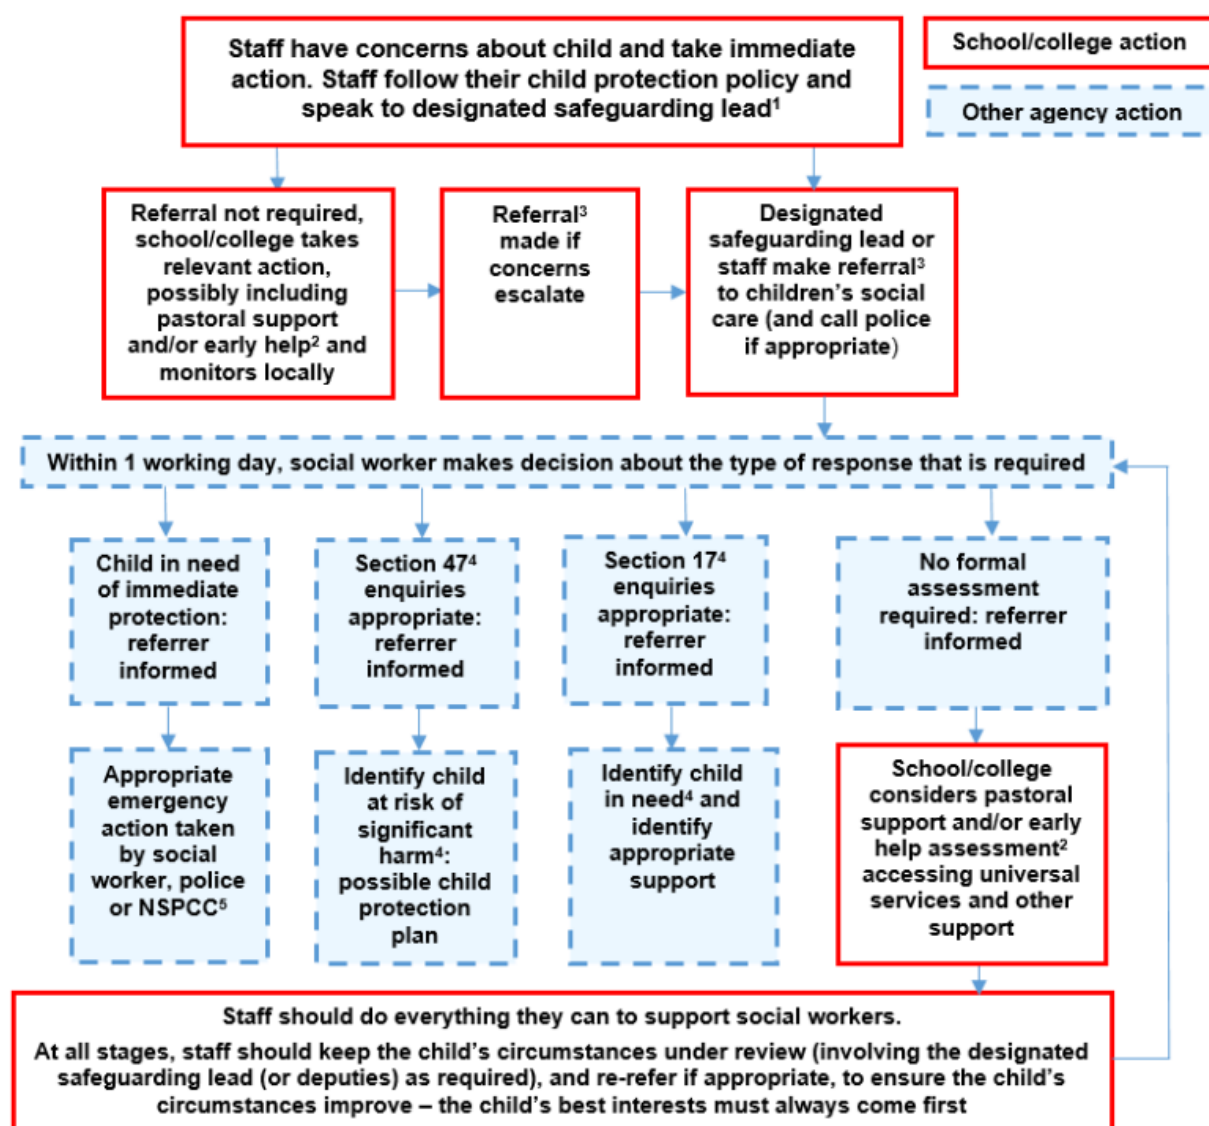 Staff have concerns about child and take immediate
action. Staff follow their child protection policy and
speak to designated safeguarding lead¹
School/college action
Other agency action
Referral not required,
school/college takes
relevant action,
possibly including
pastoral support
and/or early help² and
monitors locally
Referral³
made if
concerns
escalate
Designated
safeguarding lead or
staff make referral³
to children’s social
care (and call police
if appropriate)
Within 1 working day, social worker makes decision about the type of response that is required
Child in need
of immediate
protection:
referrer
informed
Section 47⁴
enquiries
appropriate:
referrer
informed
Section 17⁴
enquiries
appropriate:
referrer
informed
No formal
assessment
required: referrer
informed
Appropriate
emergency
action taken
by social
worker, police
or NSPCC⁵
Identify child
at risk of
significant
harm⁴:
possible child
protection
plan
Identify child
in need⁴ and
identify
appropriate
support
School/college
considers pastoral
support and/or early
help assessment²
accessing universal
services and other
support
Staff should do everything they can to support social workers.
At all stages, staff should keep the child’s circumstances under review (involving the designated
safeguarding lead (or deputies) as required), and re-refer if appropriate, to ensure the child’s
circumstances improve – the child’s best interests must always come first